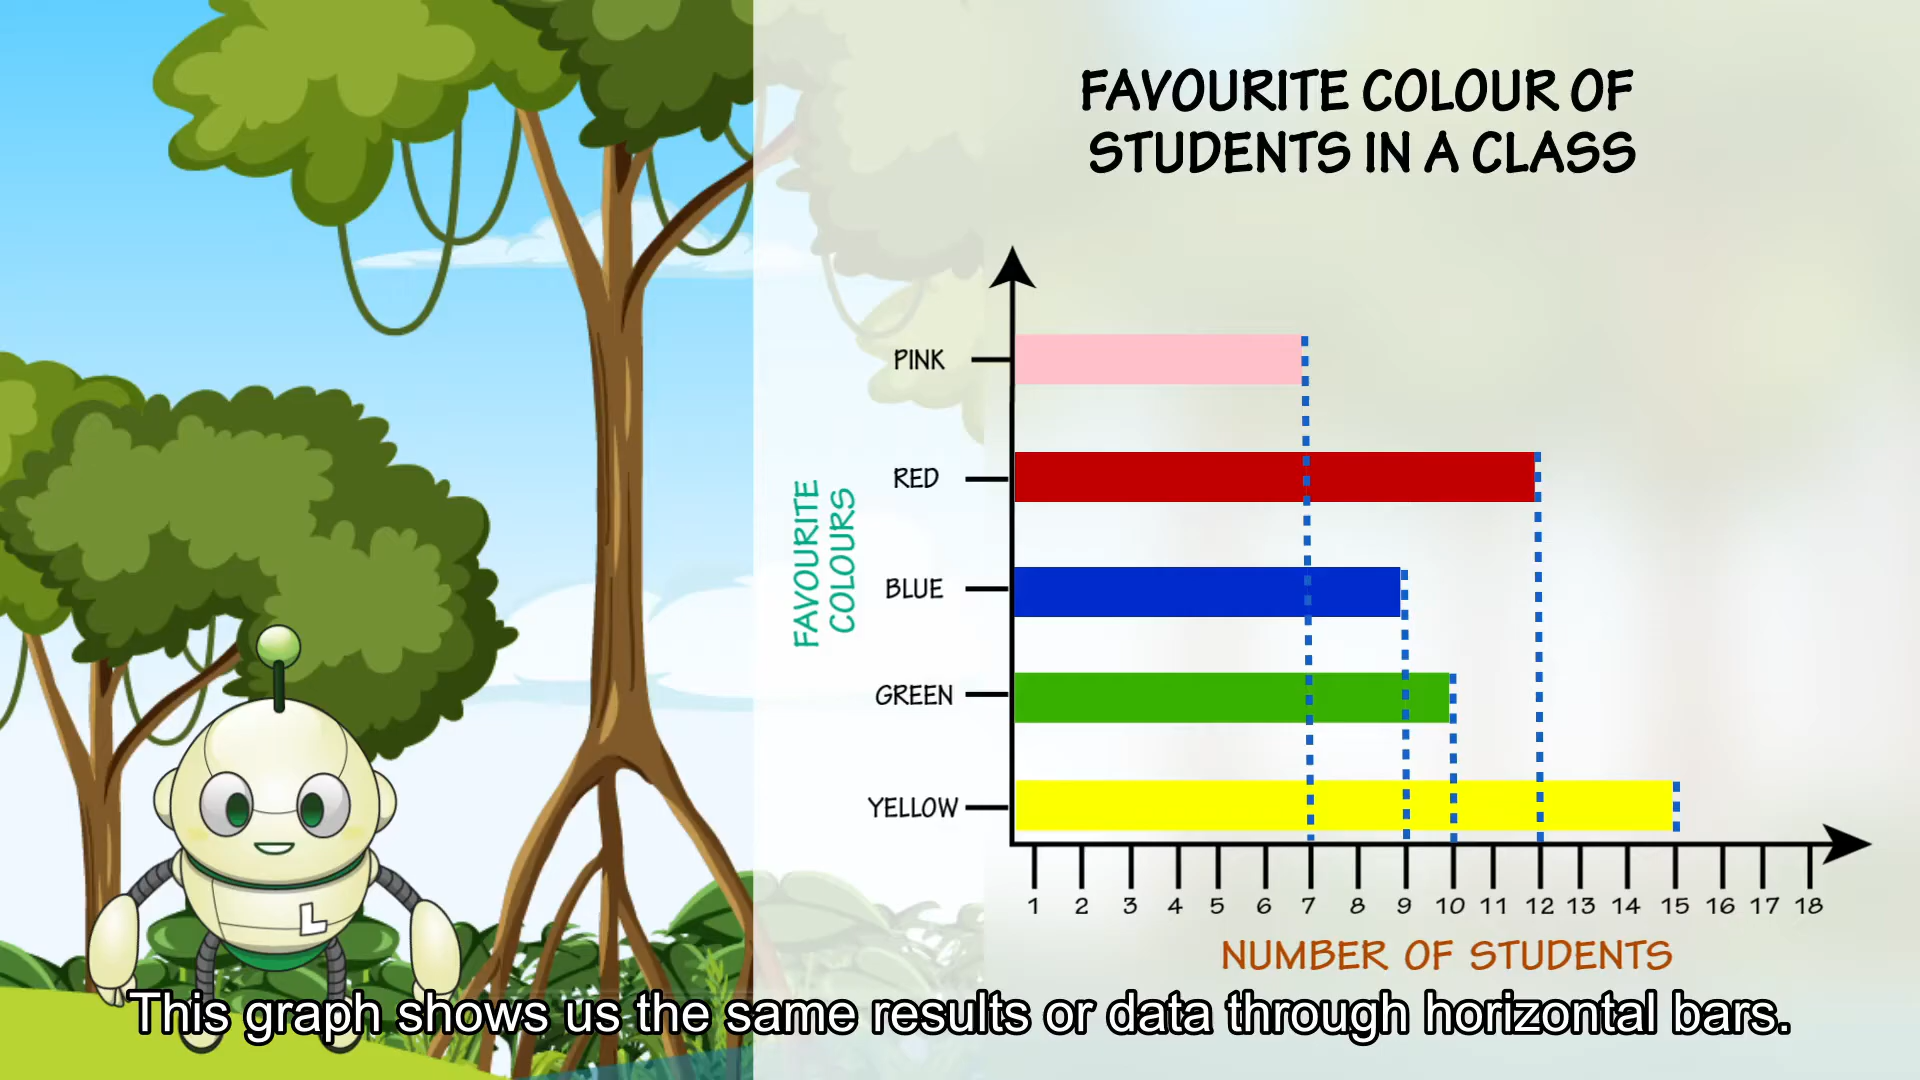 FAVOURITE COLOUR OF
STUDENTS IN A CLASS
PINK
RED
BLUE
GREEN
YELLOW
FAVOURITE
COLOURS
1 2 3 4 5 6 7 8 9 10 11 12 13 14 15 16 17 18
NUMBER OF STUDENTS
L
This graph shows us the same results or data through horizontal bars.